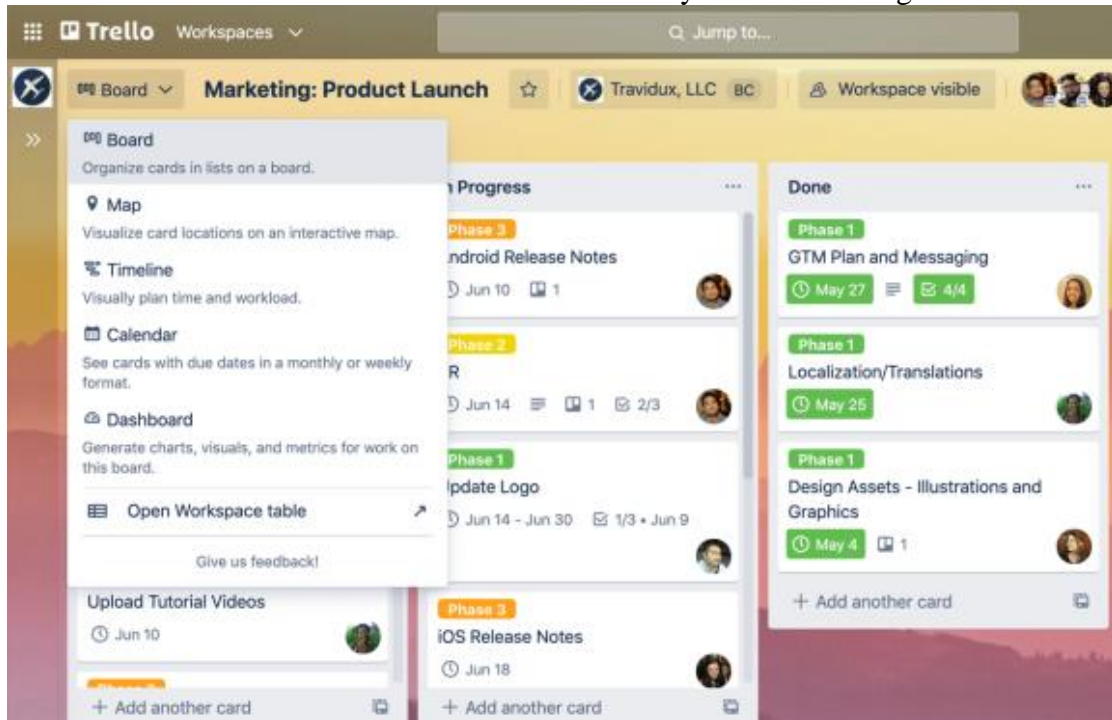 Trello Workspaces
Jump to...
Board
Marketing: Product Launch
Travidux, LLC BC
Workspace visible
Board
Organize cards in lists on a board.
Map
Visualize card locations on an interactive map.
Timeline
Visually plan time and workload.
Calendar
See cards with due dates in a monthly or weekly
format.
Dashboard
Generate charts, visuals, and metrics for work on
this board.
Open Workspace table
Give us feedback!
Upload Tutorial Videos
Jun 10
+ Add another card
Progress
Phase 3
Release Notes
Jun 10 1
Phase 2
R
Jun 14 1 2/3
Phase 1
Update Logo
Jun 14 - Jun 30 1/3 • Jun 9
Phase 3
iOS Release Notes
Jun 18
+ Add another card
Done
Phase 1
GTM Plan and Messaging
May 27 4/4
Phase 1
Localization/Translations
May 25
Phase 1
Design Assets - Illustrations and
Graphics
May 4 1
+ Add another card